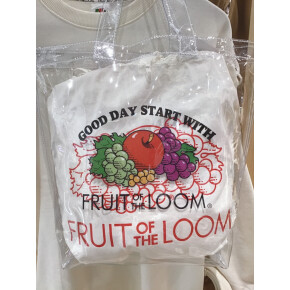 GOOD DAY START WITH
FRUIT OF THE LOOM®
FRUIT OF THE LOOM